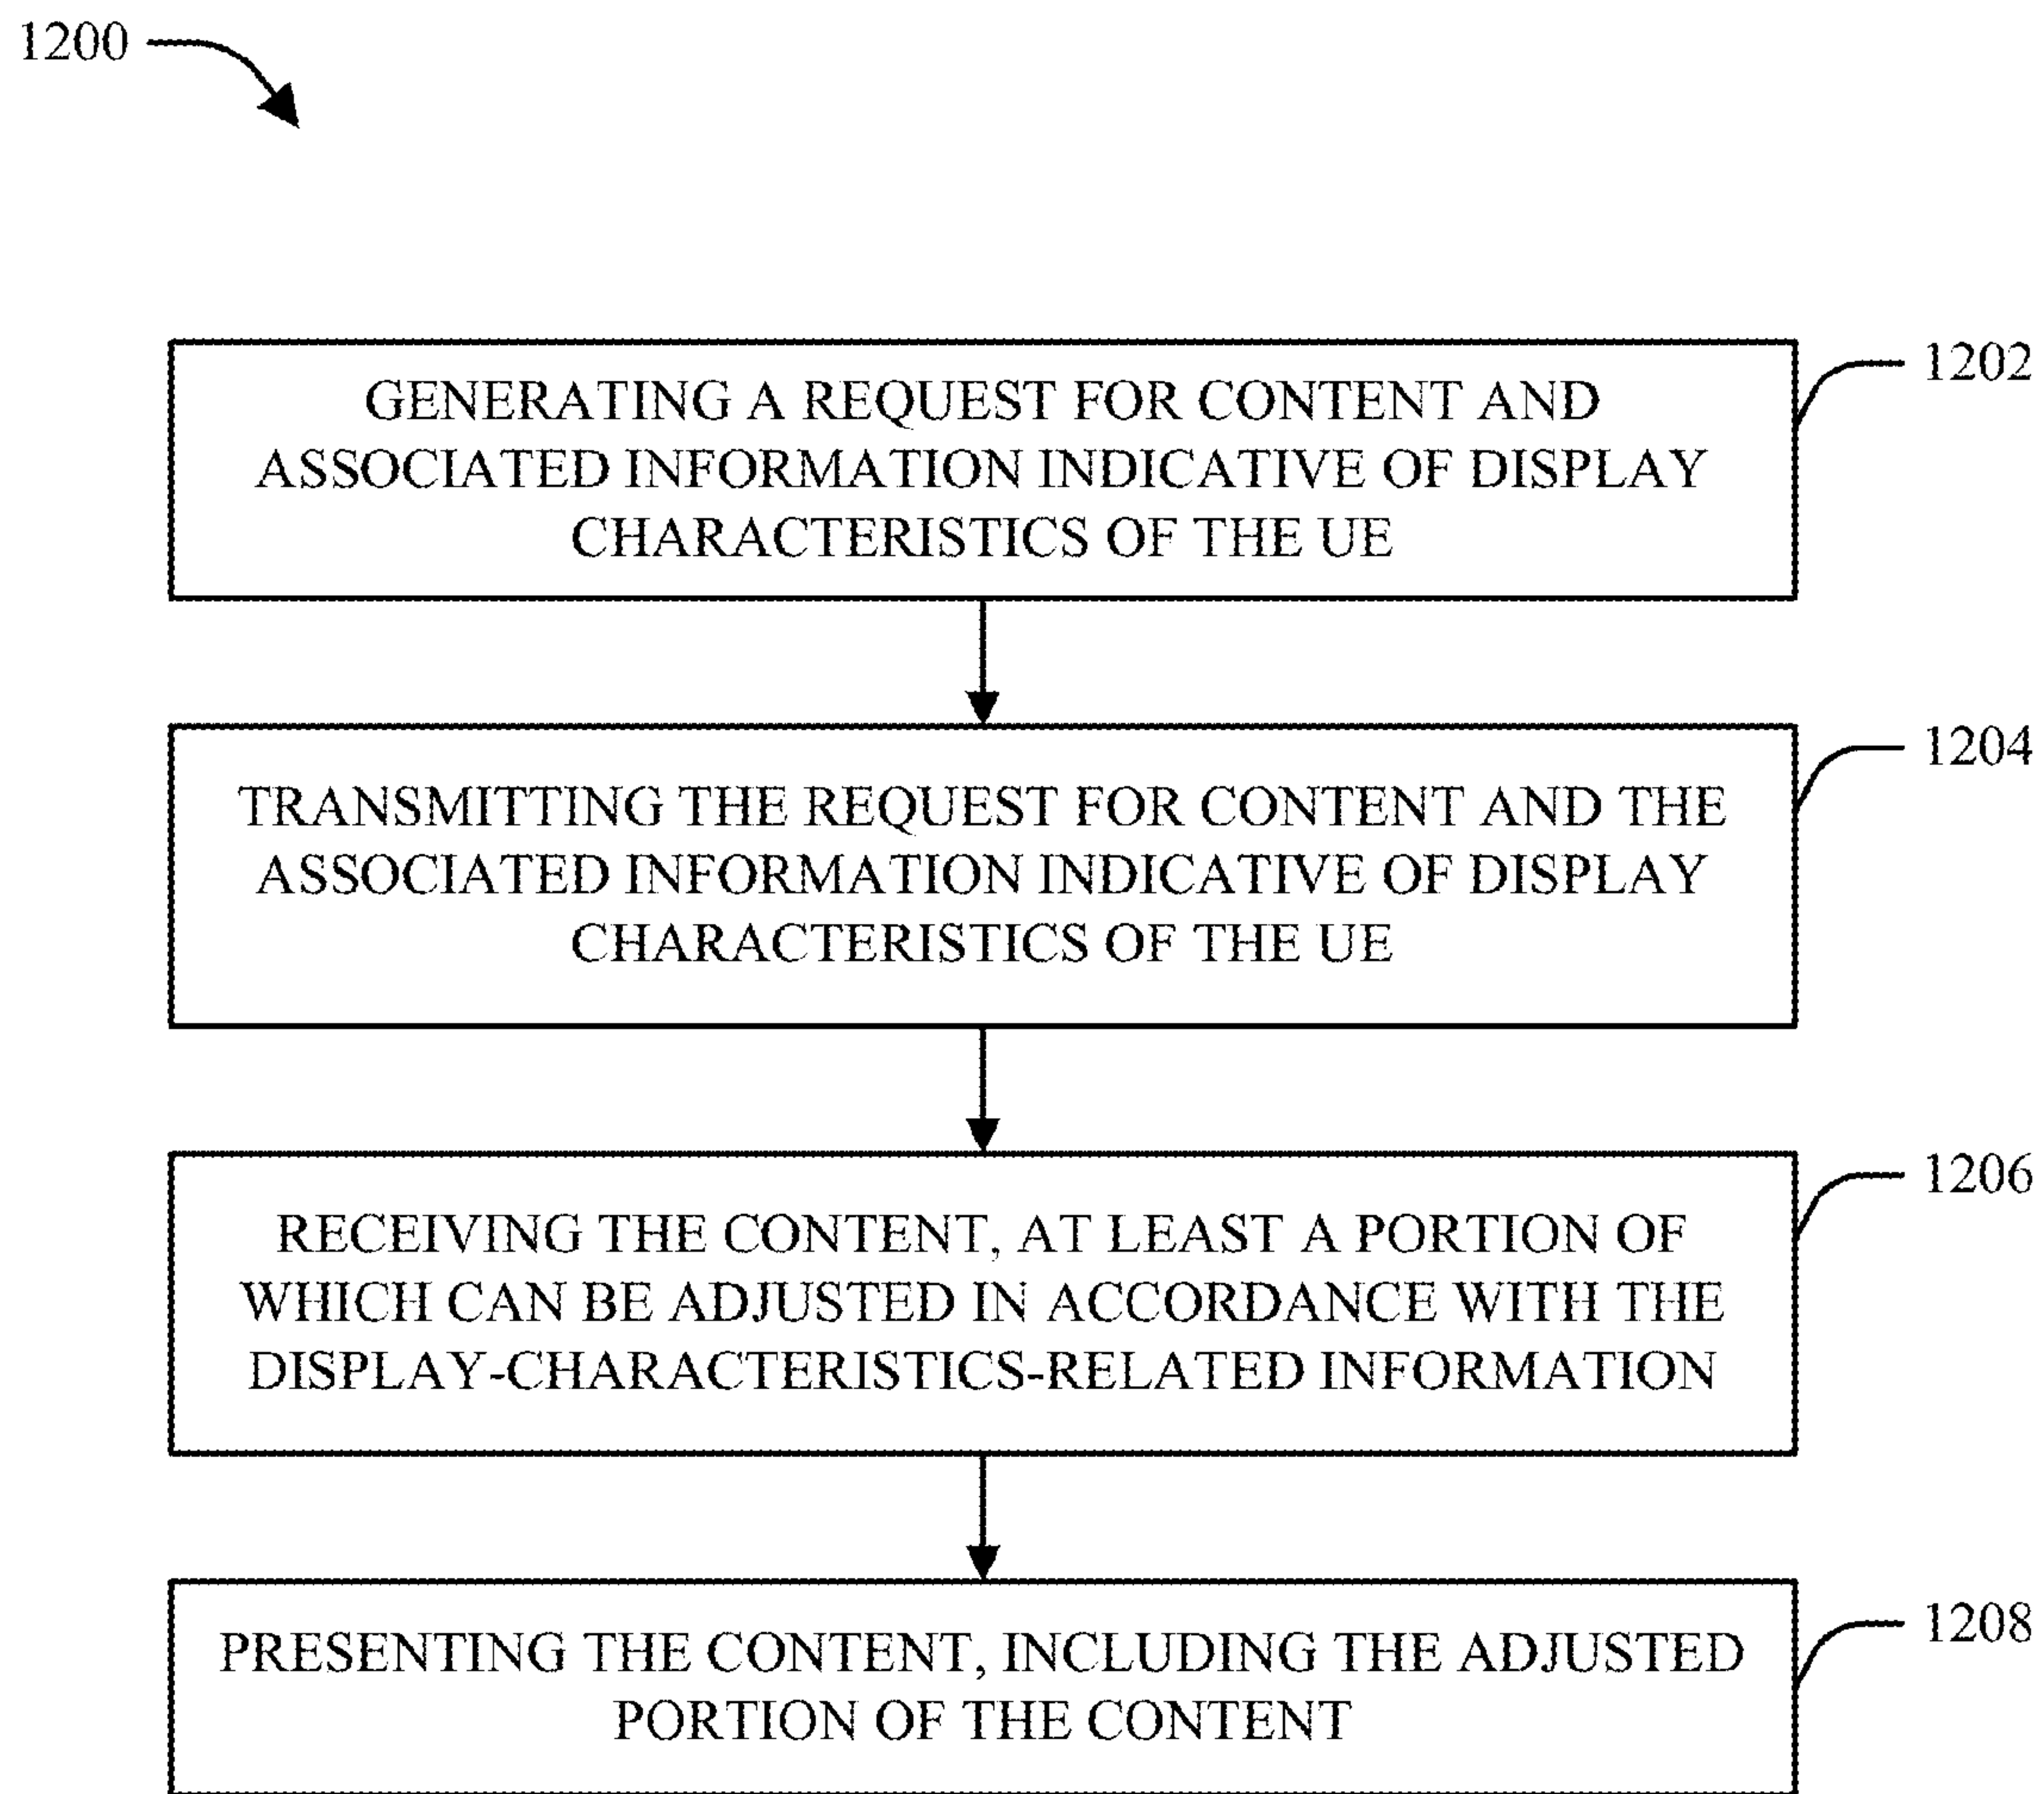 1200
1202
GENERATING A REQUEST FOR CONTENT AND
ASSOCIATED INFORMATION INDICATIVE OF DISPLAY
CHARACTERISTICS OF THE UE
1204
TRANSMITTING THE REQUEST FOR CONTENT AND THE
ASSOCIATED INFORMATION INDICATIVE OF DISPLAY
CHARACTERISTICS OF THE UE
1206
RECEIVING THE CONTENT, AT LEAST A PORTION OF
WHICH CAN BE ADJUSTED IN ACCORDANCE WITH THE
DISPLAY-CHARACTERISTICS-RELATED INFORMATION
1208
PRESENTING THE CONTENT, INCLUDING THE ADJUSTED
PORTION OF THE CONTENT